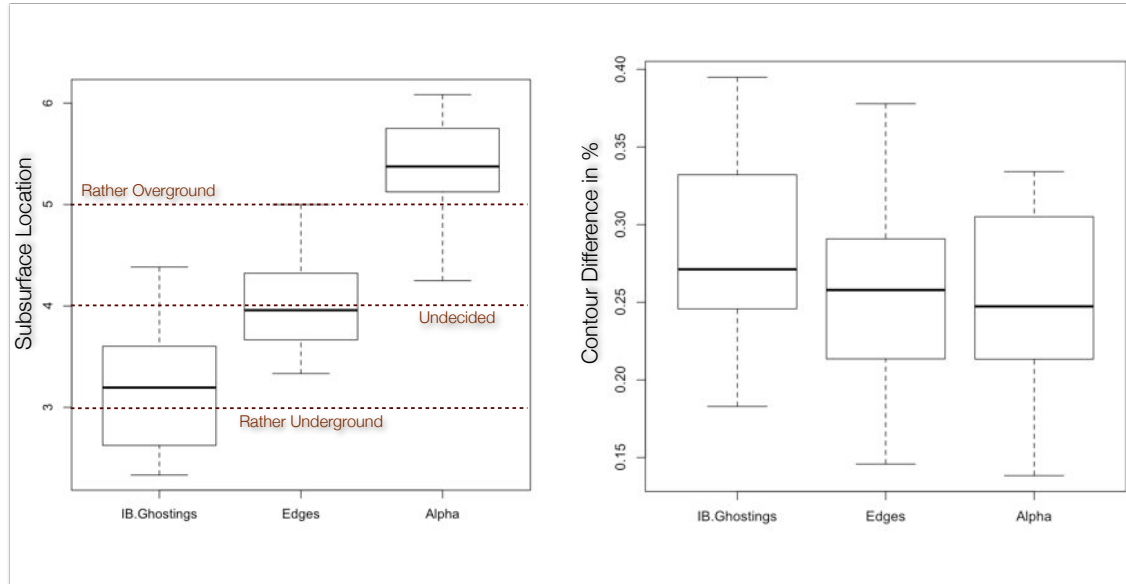 Subsurface Location
6
5
4
3
Rather Overground
Undecided
Rather Underground
IB.Ghostings
Edges
Alpha
Contour Difference in %
0.40
0.35
0.30
0.25
0.20
0.15
IB.Ghostings
Edges
Alpha